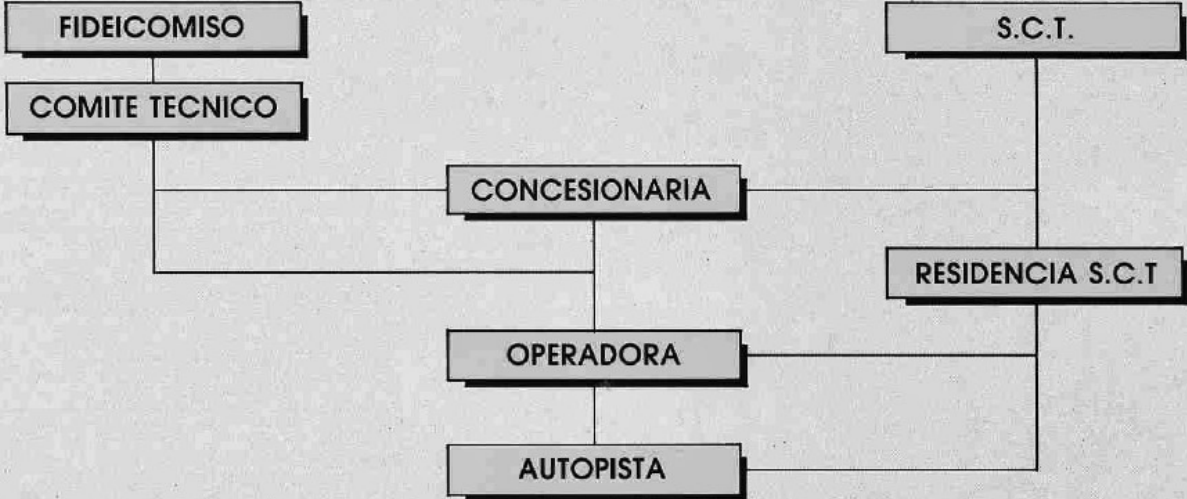 FIDEICOMISO
S.C.T.
COMITE TECNICO
CONCESIONARIA
RESIDENCIA S.C.T
OPERADORA
AUTOPISTA